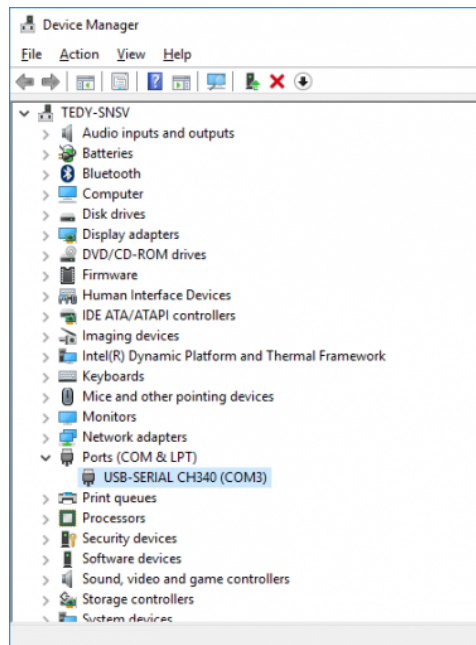 Device Manager
File Action View Help
TEDY-SNSV
Audio inputs and outputs
Batteries
Bluetooth
Computer
Disk drives
Display adapters
DVD/CD-ROM drives
Firmware
Human Interface Devices
IDE ATA/ATAPI controllers
Imaging devices
Intel(R) Dynamic Platform and Thermal Framework
Keyboards
Mice and other pointing devices
Monitors
Network adapters
Ports (COM & LPT)
USB-SERIAL CH340 (COM3)
Print queues
Processors
Security devices
Software devices
Sound, video and game controllers
Storage controllers
System devices